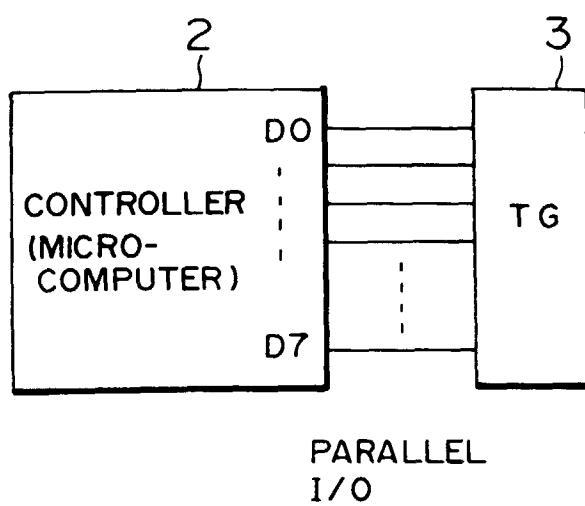 2
3
D0
CONTROLLER
(MICRO-
COMPUTER)
TG
D7
PARALLEL
I/O